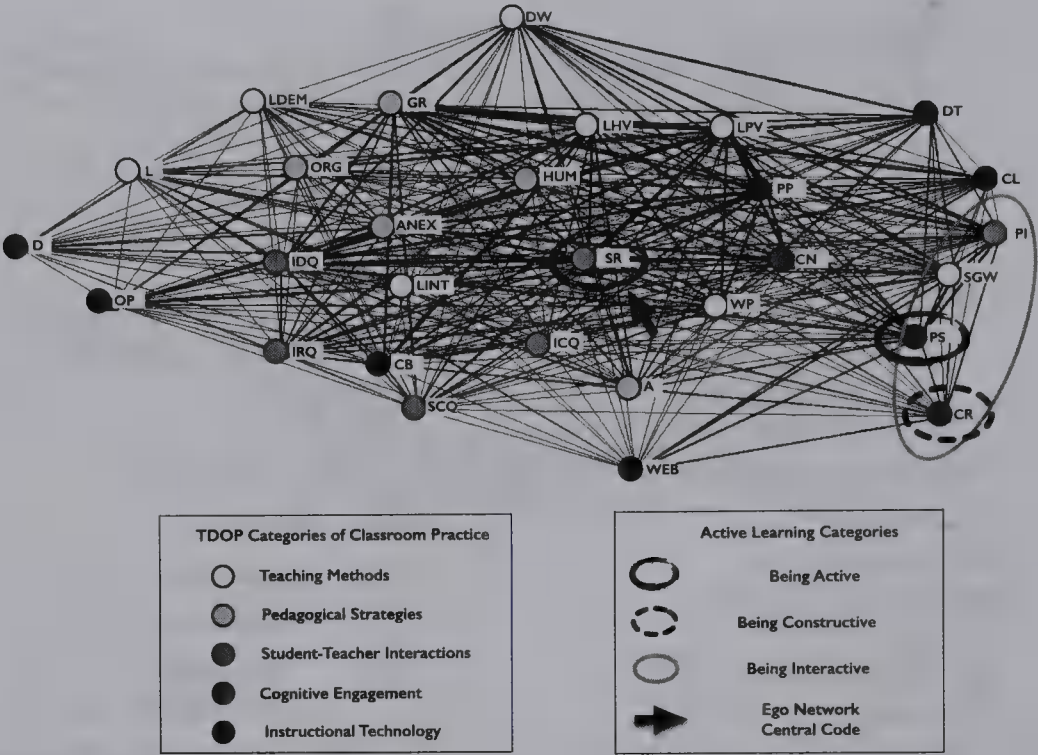 DW
LDEM
GR
LHV
LPV
DT
L
ORG
HUM
PP
CL
ANEX
PI
D
IDQ
SR
CN
SGW
OP
LINT
WP
IRQ
CB
ICQ
PS
SCQ
A
CR
WEB
TDOP Categories of Classroom Practice
Teaching Methods
Pedagogical Strategies
Student-Teacher Interactions
Cognitive Engagement
Instructional Technology
Active Learning Categories
Being Active
Being Constructive
Being Interactive
Ego Network
Central Code